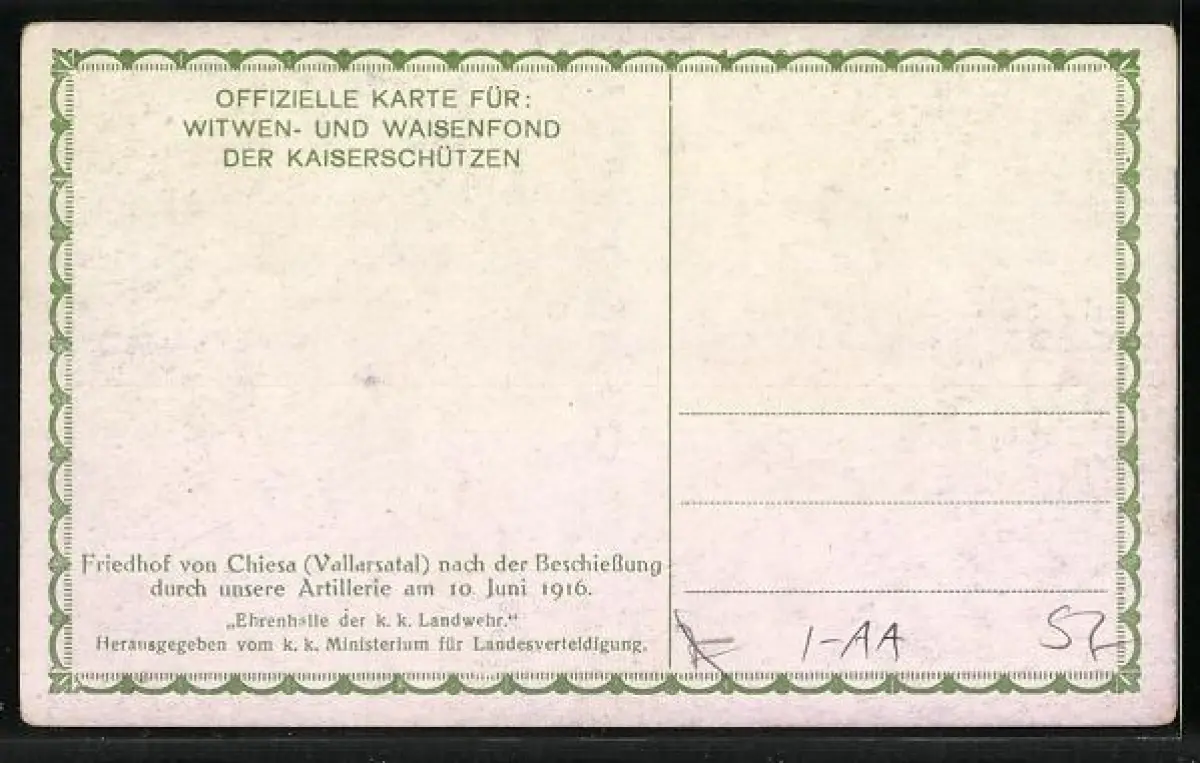 OFFIZIELLE KARTE FÜR:
WITWEN- UND WAISENFOND
DER KAISERSCHÜTZEN
Friedhof von Chiesa (Vallarsatal) nach der Beschießung
durch unsere Artillerie am 10. Juni 1916.
„Ehrenhalle der k. k. Landwehr.“
Herausgegeben vom k. k. Ministerium für Landesverteidigung.
1-AA